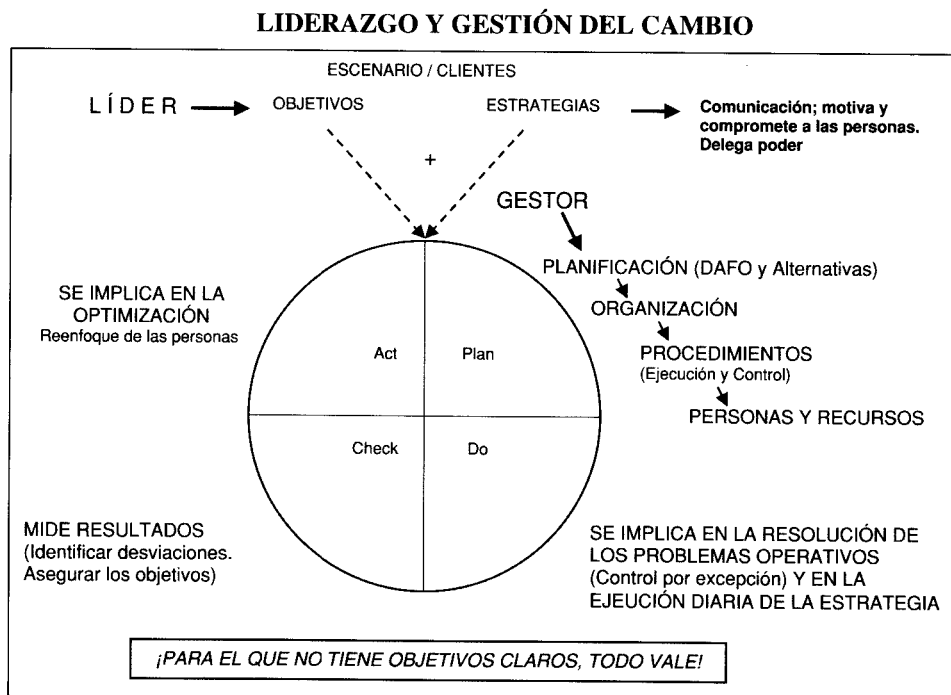 LIDERAZGO Y GESTIÓN DEL CAMBIO
ESCENARIO / CLIENTES
LÍDER
OBJETIVOS
ESTRATEGIAS
Comunicación; motiva y
compromete a las personas.
Delega poder
+
GESTOR
PLANIFICACIÓN (DAFO y Alternativas)
ORGANIZACIÓN
PROCEDIMIENTOS
(Ejecución y Control)
PERSONAS Y RECURSOS
SE IMPLICA EN LA
OPTIMIZACIÓN
Reenfoque de las personas
Act
Plan
Check
Do
MIDE RESULTADOS
(Identificar desviaciones.
Asegurar los objetivos)
SE IMPLICA EN LA RESOLUCIÓN DE
LOS PROBLEMAS OPERATIVOS
(Control por excepción) Y EN LA
EJEUCIÓN DIARIA DE LA ESTRATEGIA
¡PARA EL QUE NO TIENE OBJETIVOS CLAROS, TODO VALE!